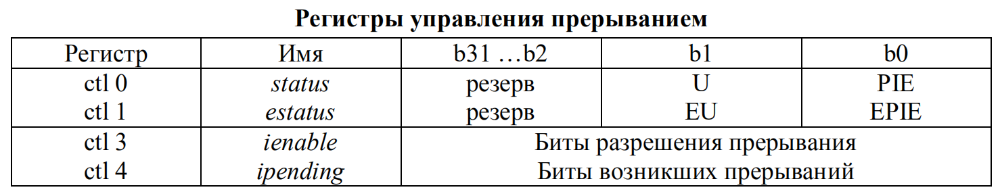 Регистры управления прерыванием
Регистр Имя b31 …b2 b1 b0
ctl 0 status резерв U PIE
ctl 1 estatus резерв EU EPIE
ctl 3 ienable Биты разрешения прерывания
ctl 4 ipending Биты возникших прерываний